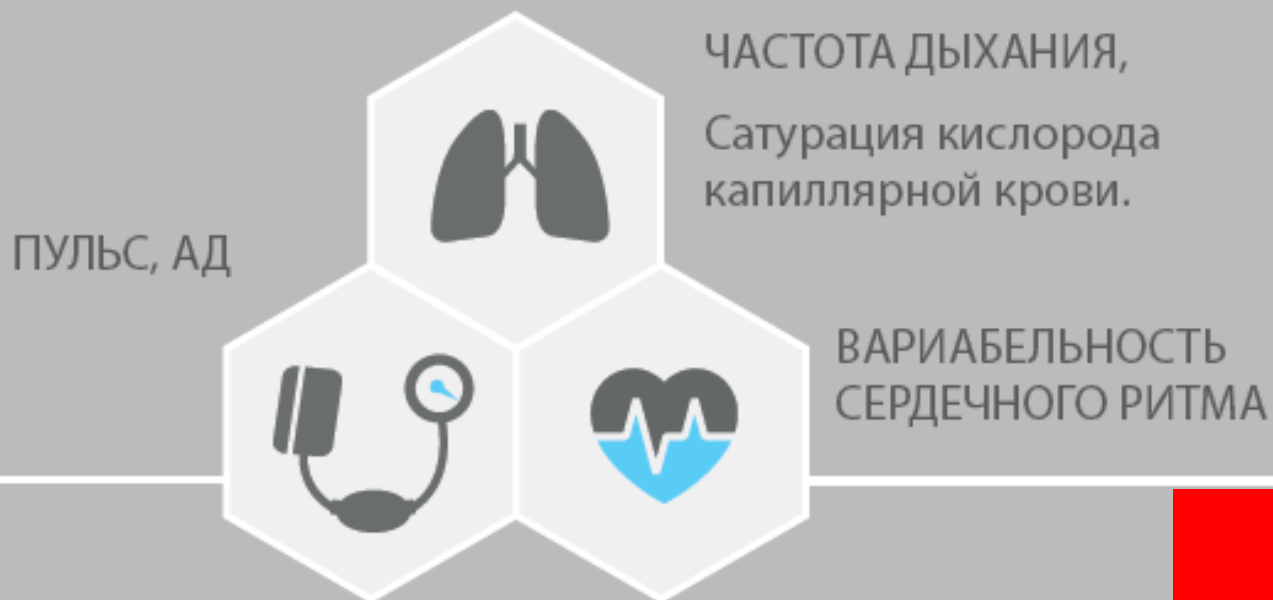 ЧАСТОТА ДЫХАНИЯ,
Сатурация кислорода
капиллярной крови.
ПУЛЬС, АД
ВАРИАБЕЛЬНОСТЬ
СЕРДЕЧНОГО РИТМА